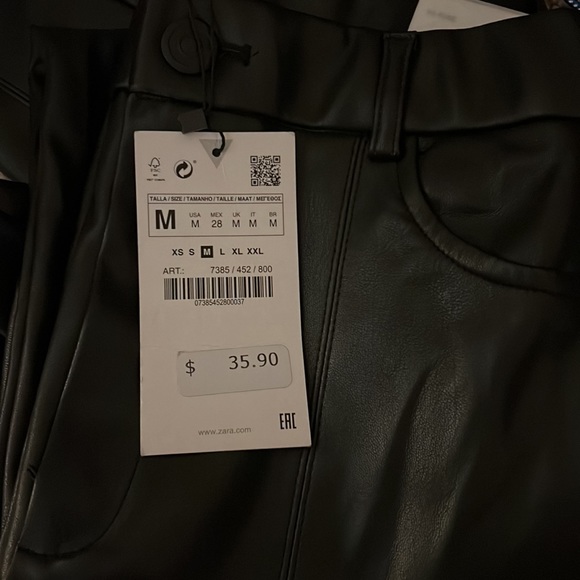 FSC
TALLA / SIZE / TAMANHO / TAILLE / MAAT / ΜΕΓΕΘΟΣ
M USA MEX UK IT BR
M 28 M M M
XS S M L XL XXL
ART.: 7385 / 452 / 800
07385452800037
$ 35.90
www.zara.com
EAC